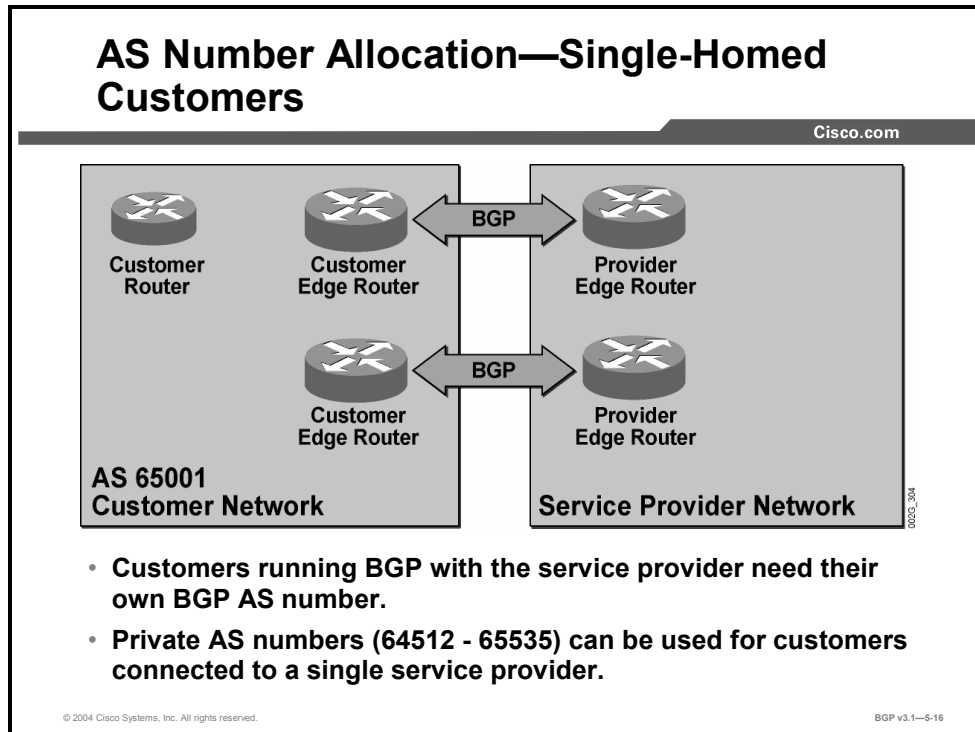 AS Number Allocation—Single-Homed
Customers
Cisco.com
BGP
Customer
Router
Customer
Edge Router
Provider
Edge Router
BGP
Customer
Edge Router
Provider
Edge Router
AS 65001
Customer Network
Service Provider Network
002G_304
• Customers running BGP with the service provider need their
own BGP AS number.
• Private AS numbers (64512 - 65535) can be used for customers
connected to a single service provider.
© 2004 Cisco Systems, Inc. All rights reserved.
BGP v3.1—5-16